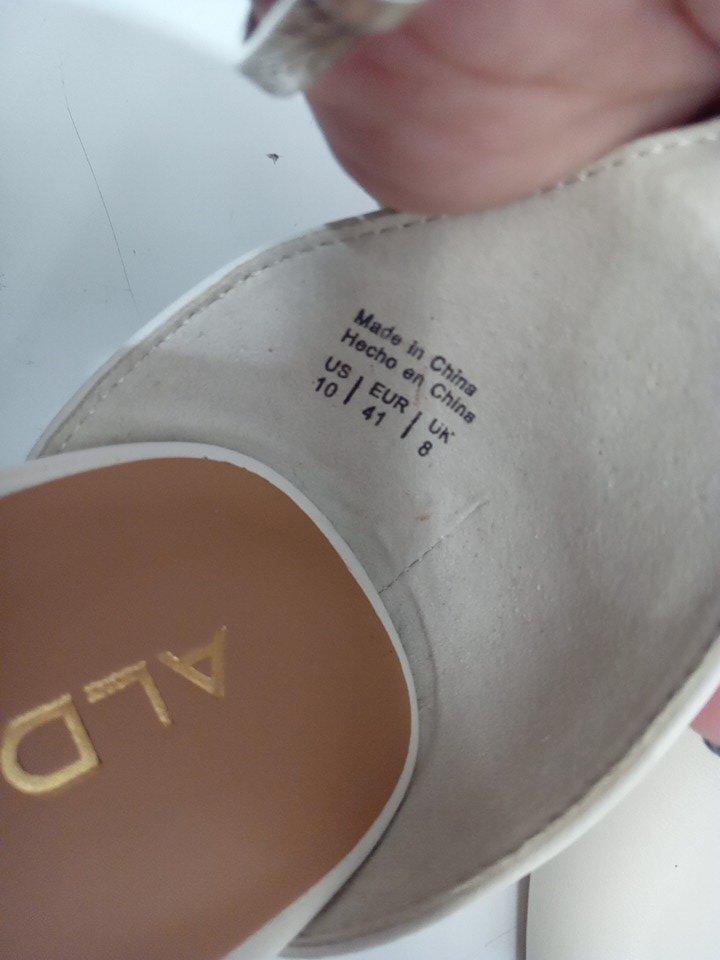 Made in China
Hecho en China
US | EUR | UK
10 | 41 | 8
ALD